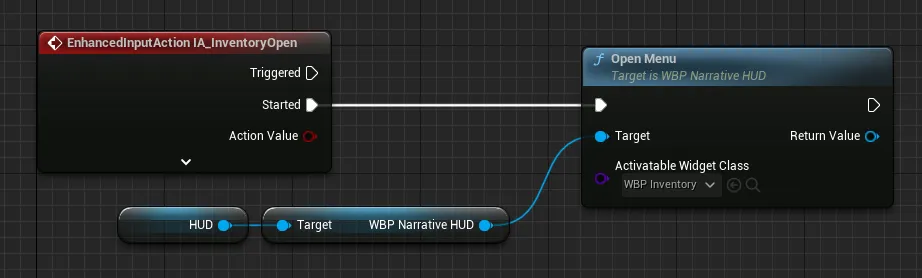 EnhancedInputAction IA_InventoryOpen
Triggered
Started
Action Value
HUD
Target WBP Narrative HUD
f Open Menu
Target is WBP Narrative HUD
Target Return Value
Activatable Widget Class
WBP Inventory